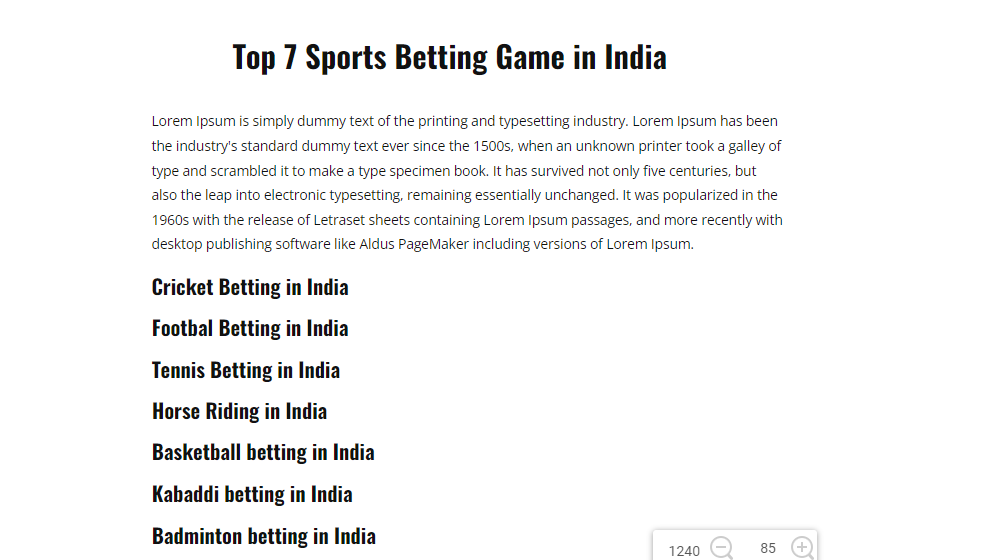 Top 7 Sports Betting Game in India
Lorem Ipsum is simply dummy text of the printing and typesetting industry. Lorem Ipsum has been
the industry's standard dummy text ever since the 1500s, when an unknown printer took a galley of
type and scrambled it to make a type specimen book. It has survived not only five centuries, but
also the leap into electronic typesetting, remaining essentially unchanged. It was popularized in the
1960s with the release of Letraset sheets containing Lorem Ipsum passages, and more recently with
desktop publishing software like Aldus PageMaker including versions of Lorem Ipsum.
Cricket Betting in India
Footbal Betting in India
Tennis Betting in India
Horse Riding in India
Basketball betting in India
Kabaddi betting in India
Badminton betting in India
1240 85